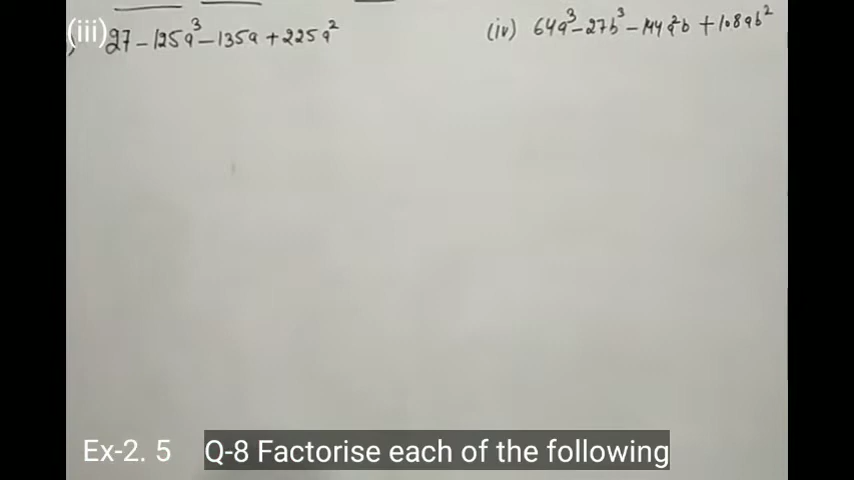 (iii) 27 - 125a³ - 135a + 225a²
(iv) 64a³ - 27b³ - 144a²b + 108ab²
Ex-2. 5 Q-8 Factorise each of the following